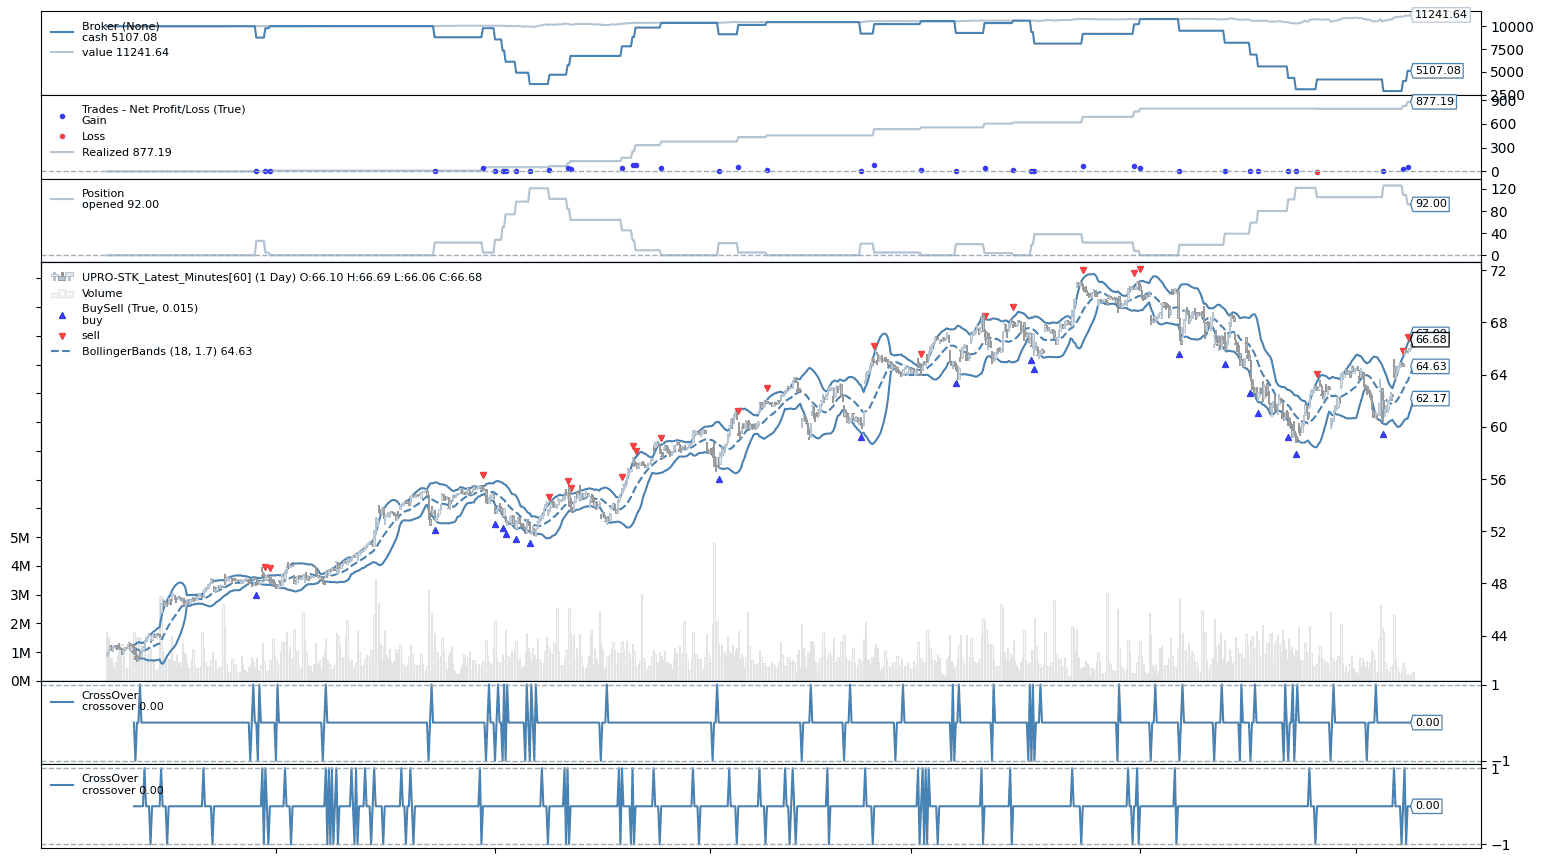 Broker (None)
cash 5107.08
value 11241.64
11241.64
10000
7500
5107.08
5000
2500
Trades - Net Profit/Loss (True)
Gain
Loss
Realized 877.19
900
877.19
600
300
0
Position
opened 92.00
120
92.00
80
40
0
UPRO-STK_Latest_Minutes[60] (1 Day) O:66.10 H:66.69 L:66.06 C:66.68
Volume
BuySell (True, 0.015)
buy
sell
BollingerBands (18, 1.7) 64.63
72
68
66.68
64.63
64
62.17
60
56
52
48
44
5M
4M
3M
2M
1M
0M
CrossOver
crossover 0.00
1
0.00
−1
CrossOver
crossover 0.00
1
0.00
−1